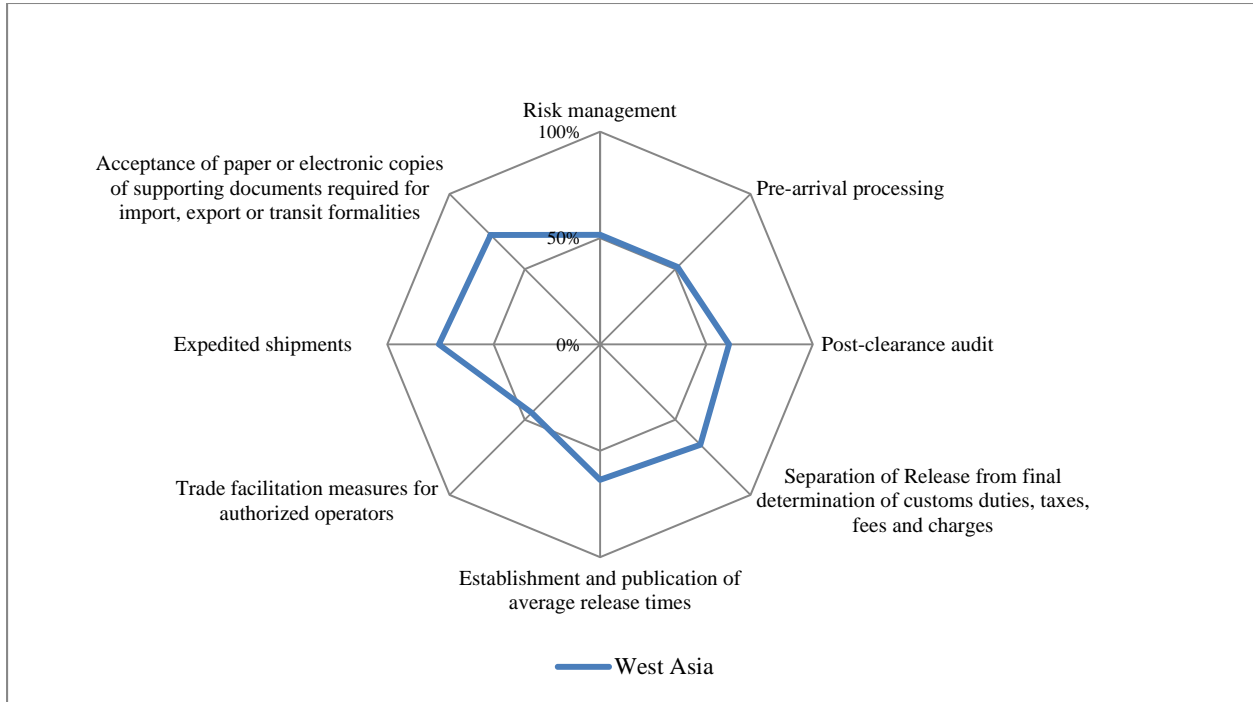 Risk management
100%
Acceptance of paper or electronic copies
of supporting documents required for
import, export or transit formalities
Pre-arrival processing
50%
Expedited shipments
0%
Post-clearance audit
Trade facilitation measures for
authorized operators
Separation of Release from final
determination of customs duties, taxes,
fees and charges
Establishment and publication of
average release times
West Asia